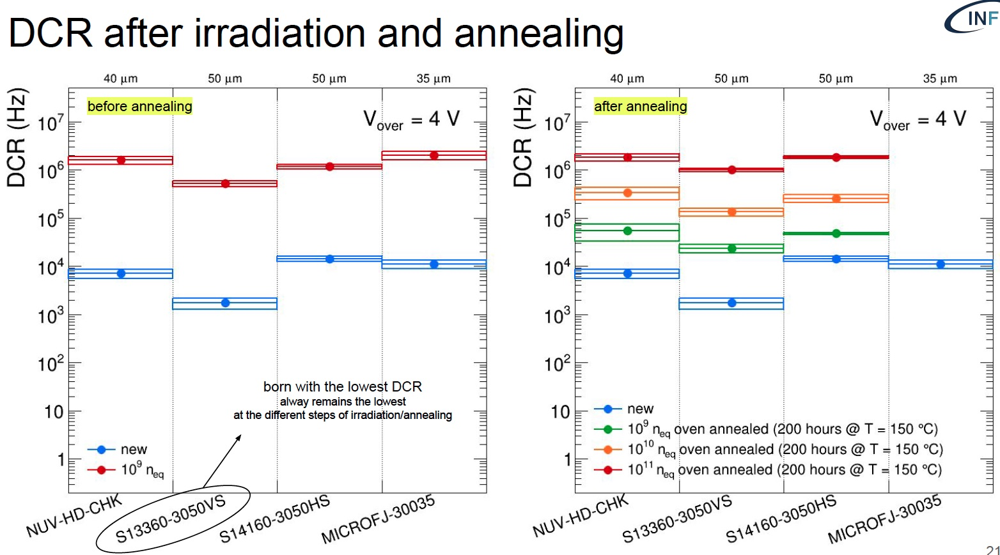 DCR after irradiation and annealing
INF
40 μm
50 μm
50 μm
35 μm
DCR (Hz)
before annealing
V_over = 4 V
10^7
10^6
10^5
10^4
10^3
10^2
10
1
born with the lowest DCR
alway remains the lowest
at the different steps of irradiation/annealing
new
10^9 n_eq
NUV-HD-CHK
S13360-3050VS
S14160-3050HS
MICROFJ-30035
40 μm
50 μm
50 μm
35 μm
DCR (Hz)
after annealing
V_over = 4 V
10^7
10^6
10^5
10^4
10^3
10^2
10
1
new
10^9 n_eq oven annealed (200 hours @ T = 150 °C)
10^10 n_eq oven annealed (200 hours @ T = 150 °C)
10^11 n_eq oven annealed (200 hours @ T = 150 °C)
NUV-HD-CHK
S13360-3050VS
S14160-3050HS
MICROFJ-30035
21